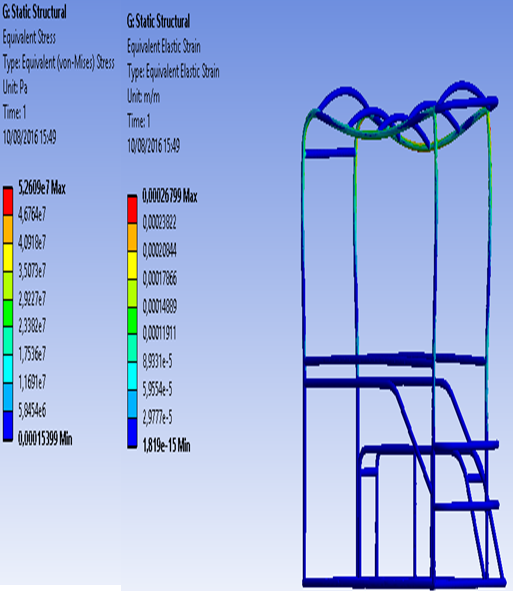 G: Static Structural
Equivalent Stress
Type: Equivalent (von-Mises) Stress
Unit: Pa
Time: 1
10/08/2016 15:49
5,2609e7 Max
4,6764e7
4,0918e7
3,5073e7
2,9227e7
2,3382e7
1,7536e7
1,1691e7
5,8454e6
0,00015399 Min
G: Static Structural
Equivalent Elastic Strain
Type: Equivalent Elastic Strain
Unit: m/m
Time: 1
10/08/2016 15:49
0,00026799 Max
0,00023822
0,00020844
0,00017866
0,00014889
0,00011911
8,9331e-5
5,9554e-5
2,9777e-5
1,819e-15 Min